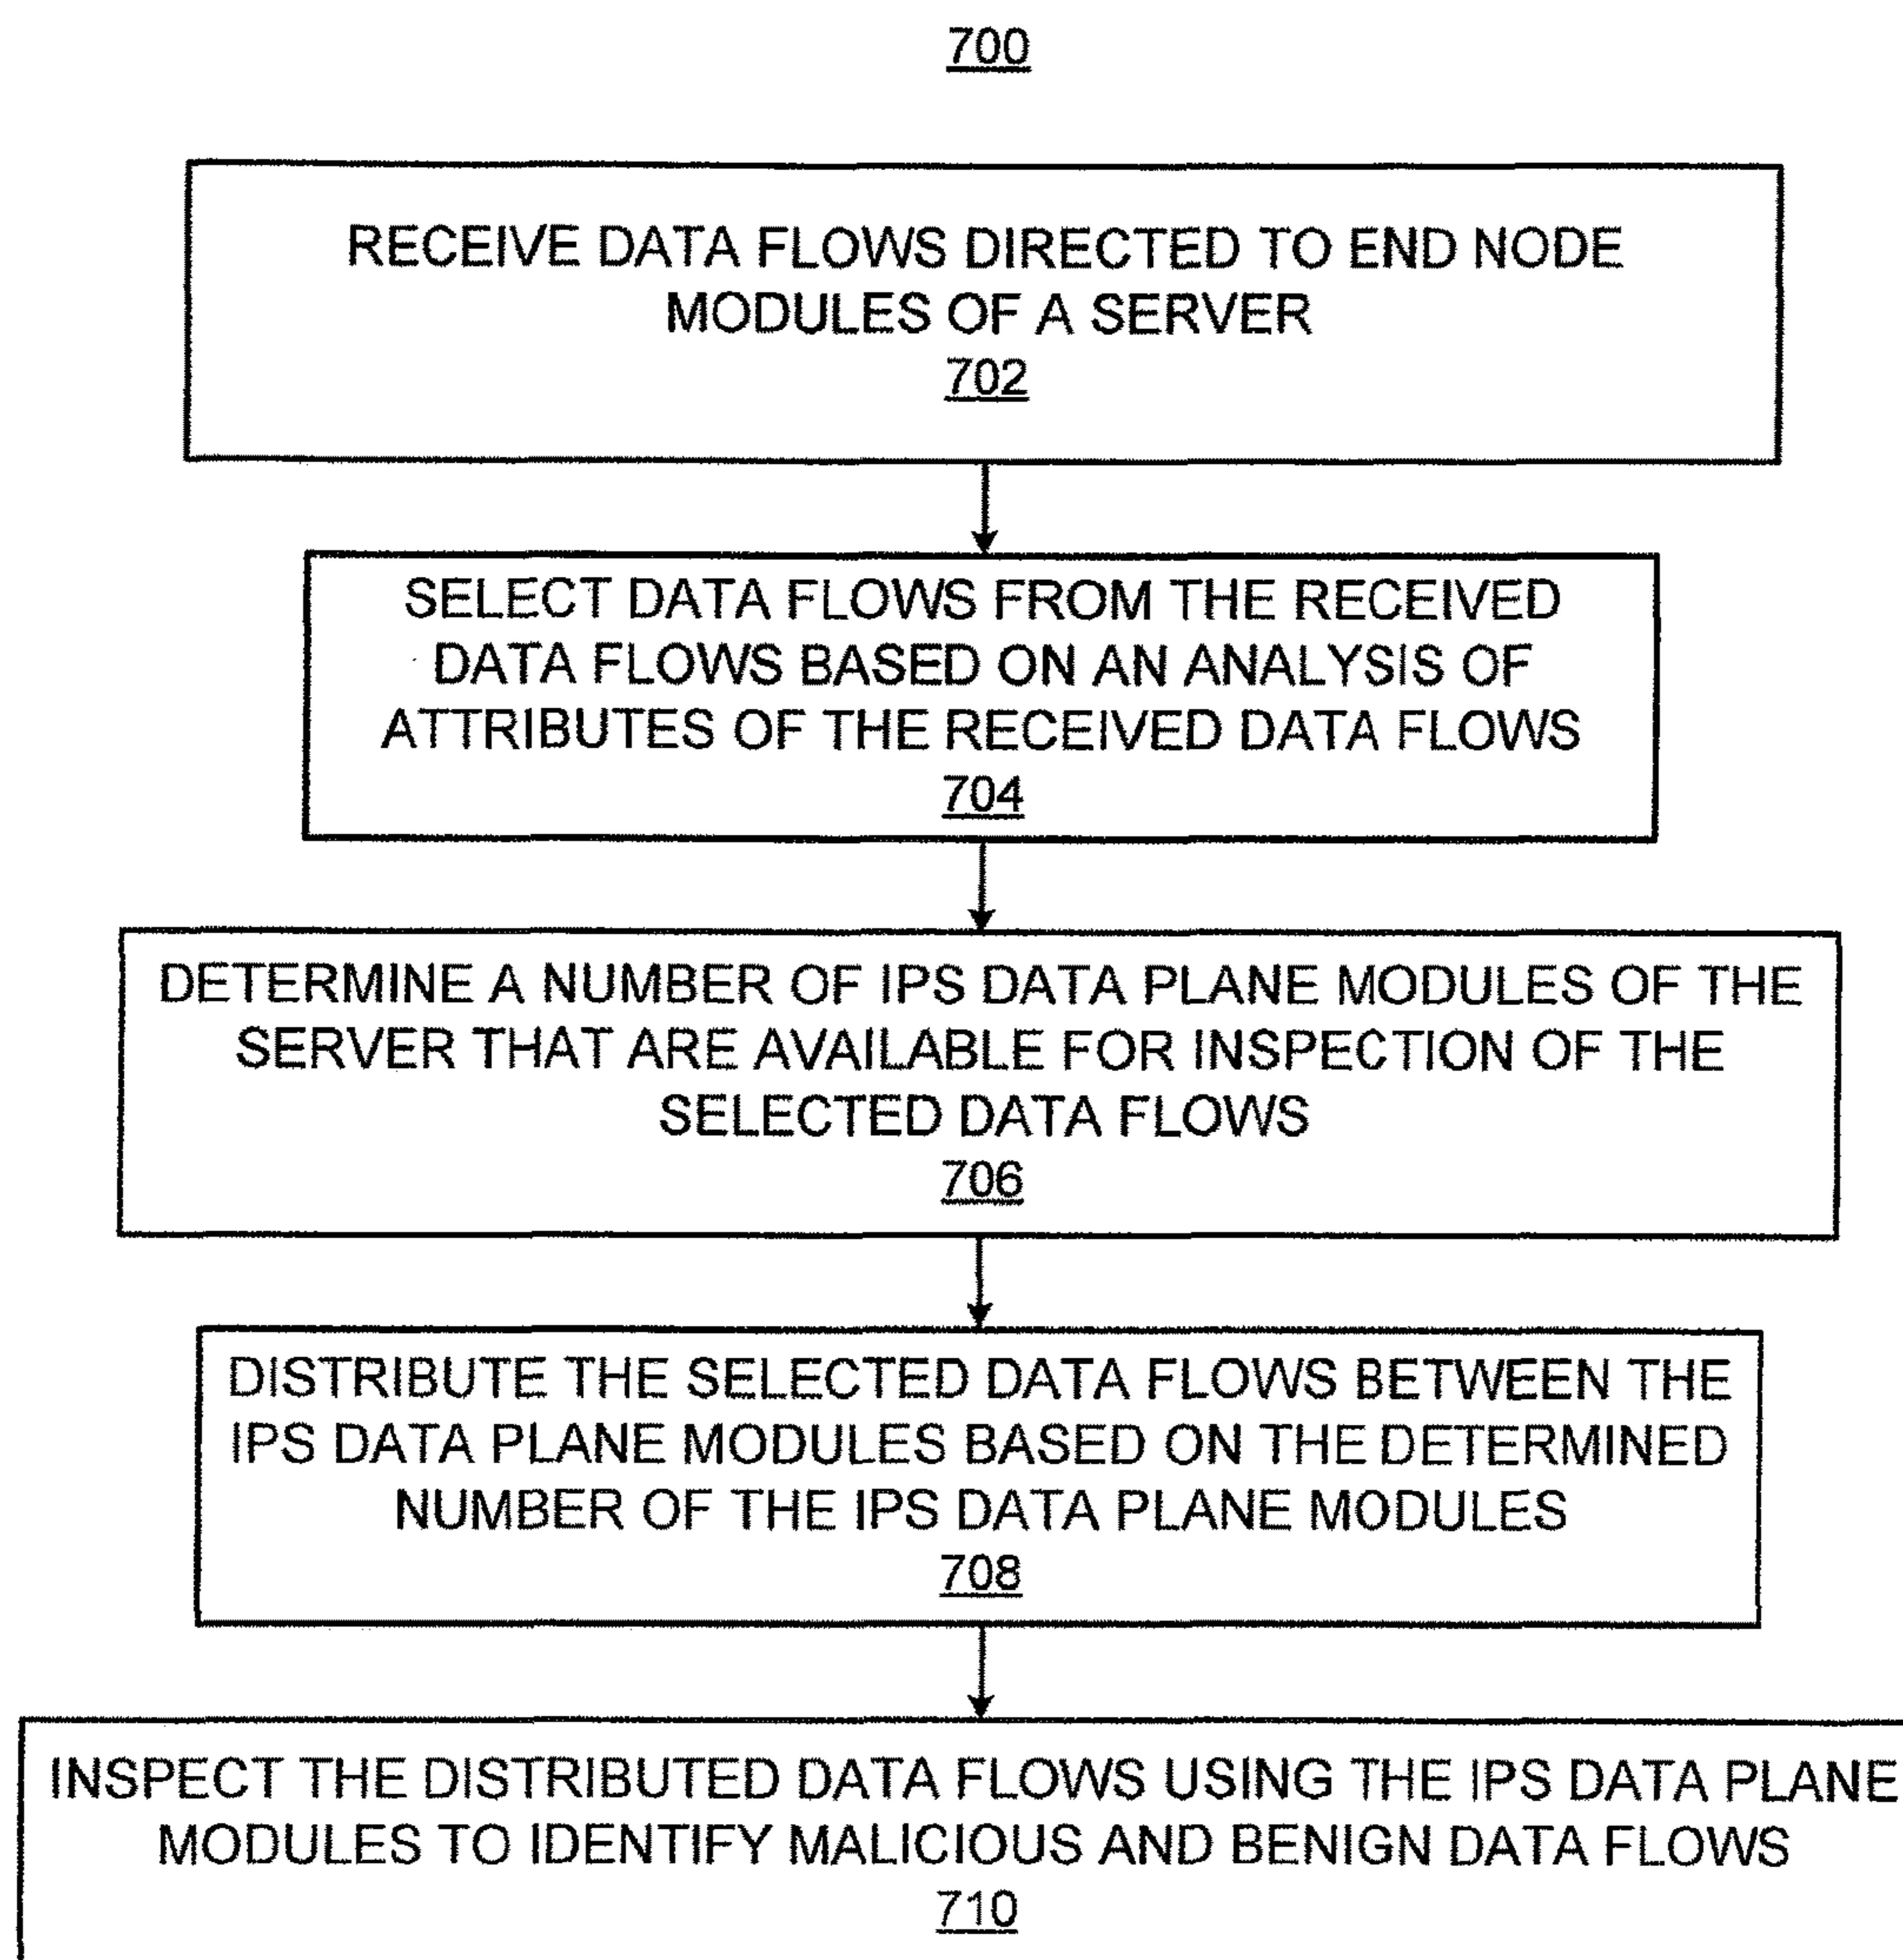 700
RECEIVE DATA FLOWS DIRECTED TO END NODE
MODULES OF A SERVER
702
SELECT DATA FLOWS FROM THE RECEIVED
DATA FLOWS BASED ON AN ANALYSIS OF
ATTRIBUTES OF THE RECEIVED DATA FLOWS
704
DETERMINE A NUMBER OF IPS DATA PLANE MODULES OF THE
SERVER THAT ARE AVAILABLE FOR INSPECTION OF THE
SELECTED DATA FLOWS
706
DISTRIBUTE THE SELECTED DATA FLOWS BETWEEN THE
IPS DATA PLANE MODULES BASED ON THE DETERMINED
NUMBER OF THE IPS DATA PLANE MODULES
708
INSPECT THE DISTRIBUTED DATA FLOWS USING THE IPS DATA PLANE
MODULES TO IDENTIFY MALICIOUS AND BENIGN DATA FLOWS
710